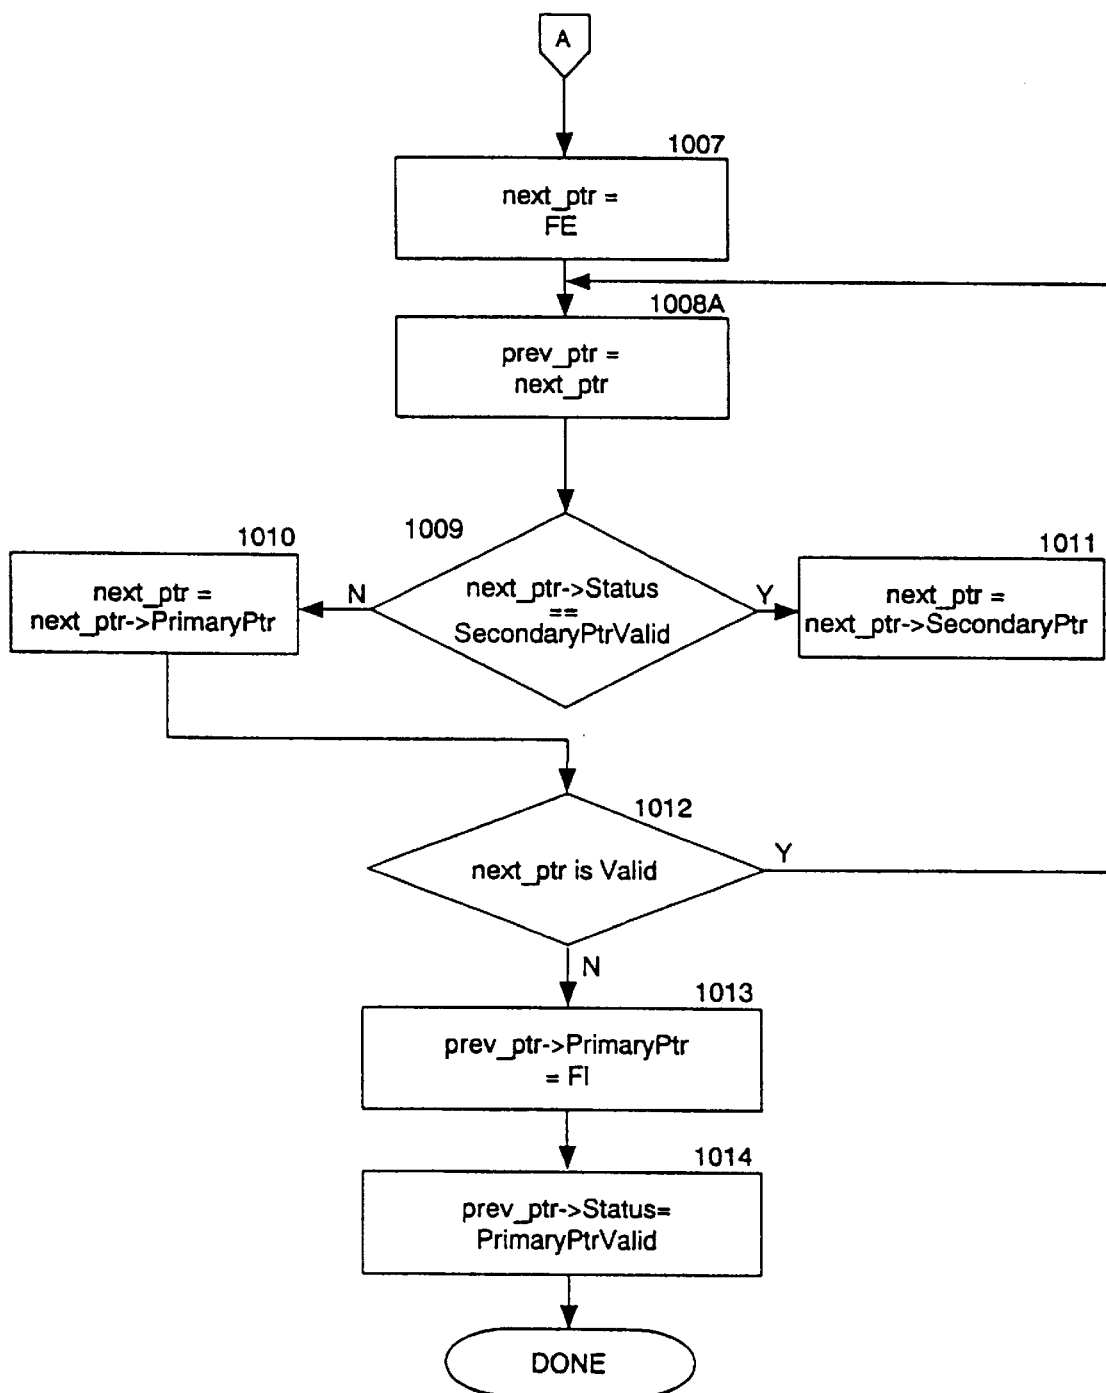 A
1007
next_ptr =
FE
1008A
prev_ptr =
next_ptr
1009
next_ptr->Status
==
SecondaryPtrValid
N
Y
1010
next_ptr =
next_ptr->PrimaryPtr
1011
next_ptr =
next_ptr->SecondaryPtr
1012
next_ptr is Valid
Y
N
1013
prev_ptr->PrimaryPtr
= FI
1014
prev_ptr->Status=
PrimaryPtrValid
DONE